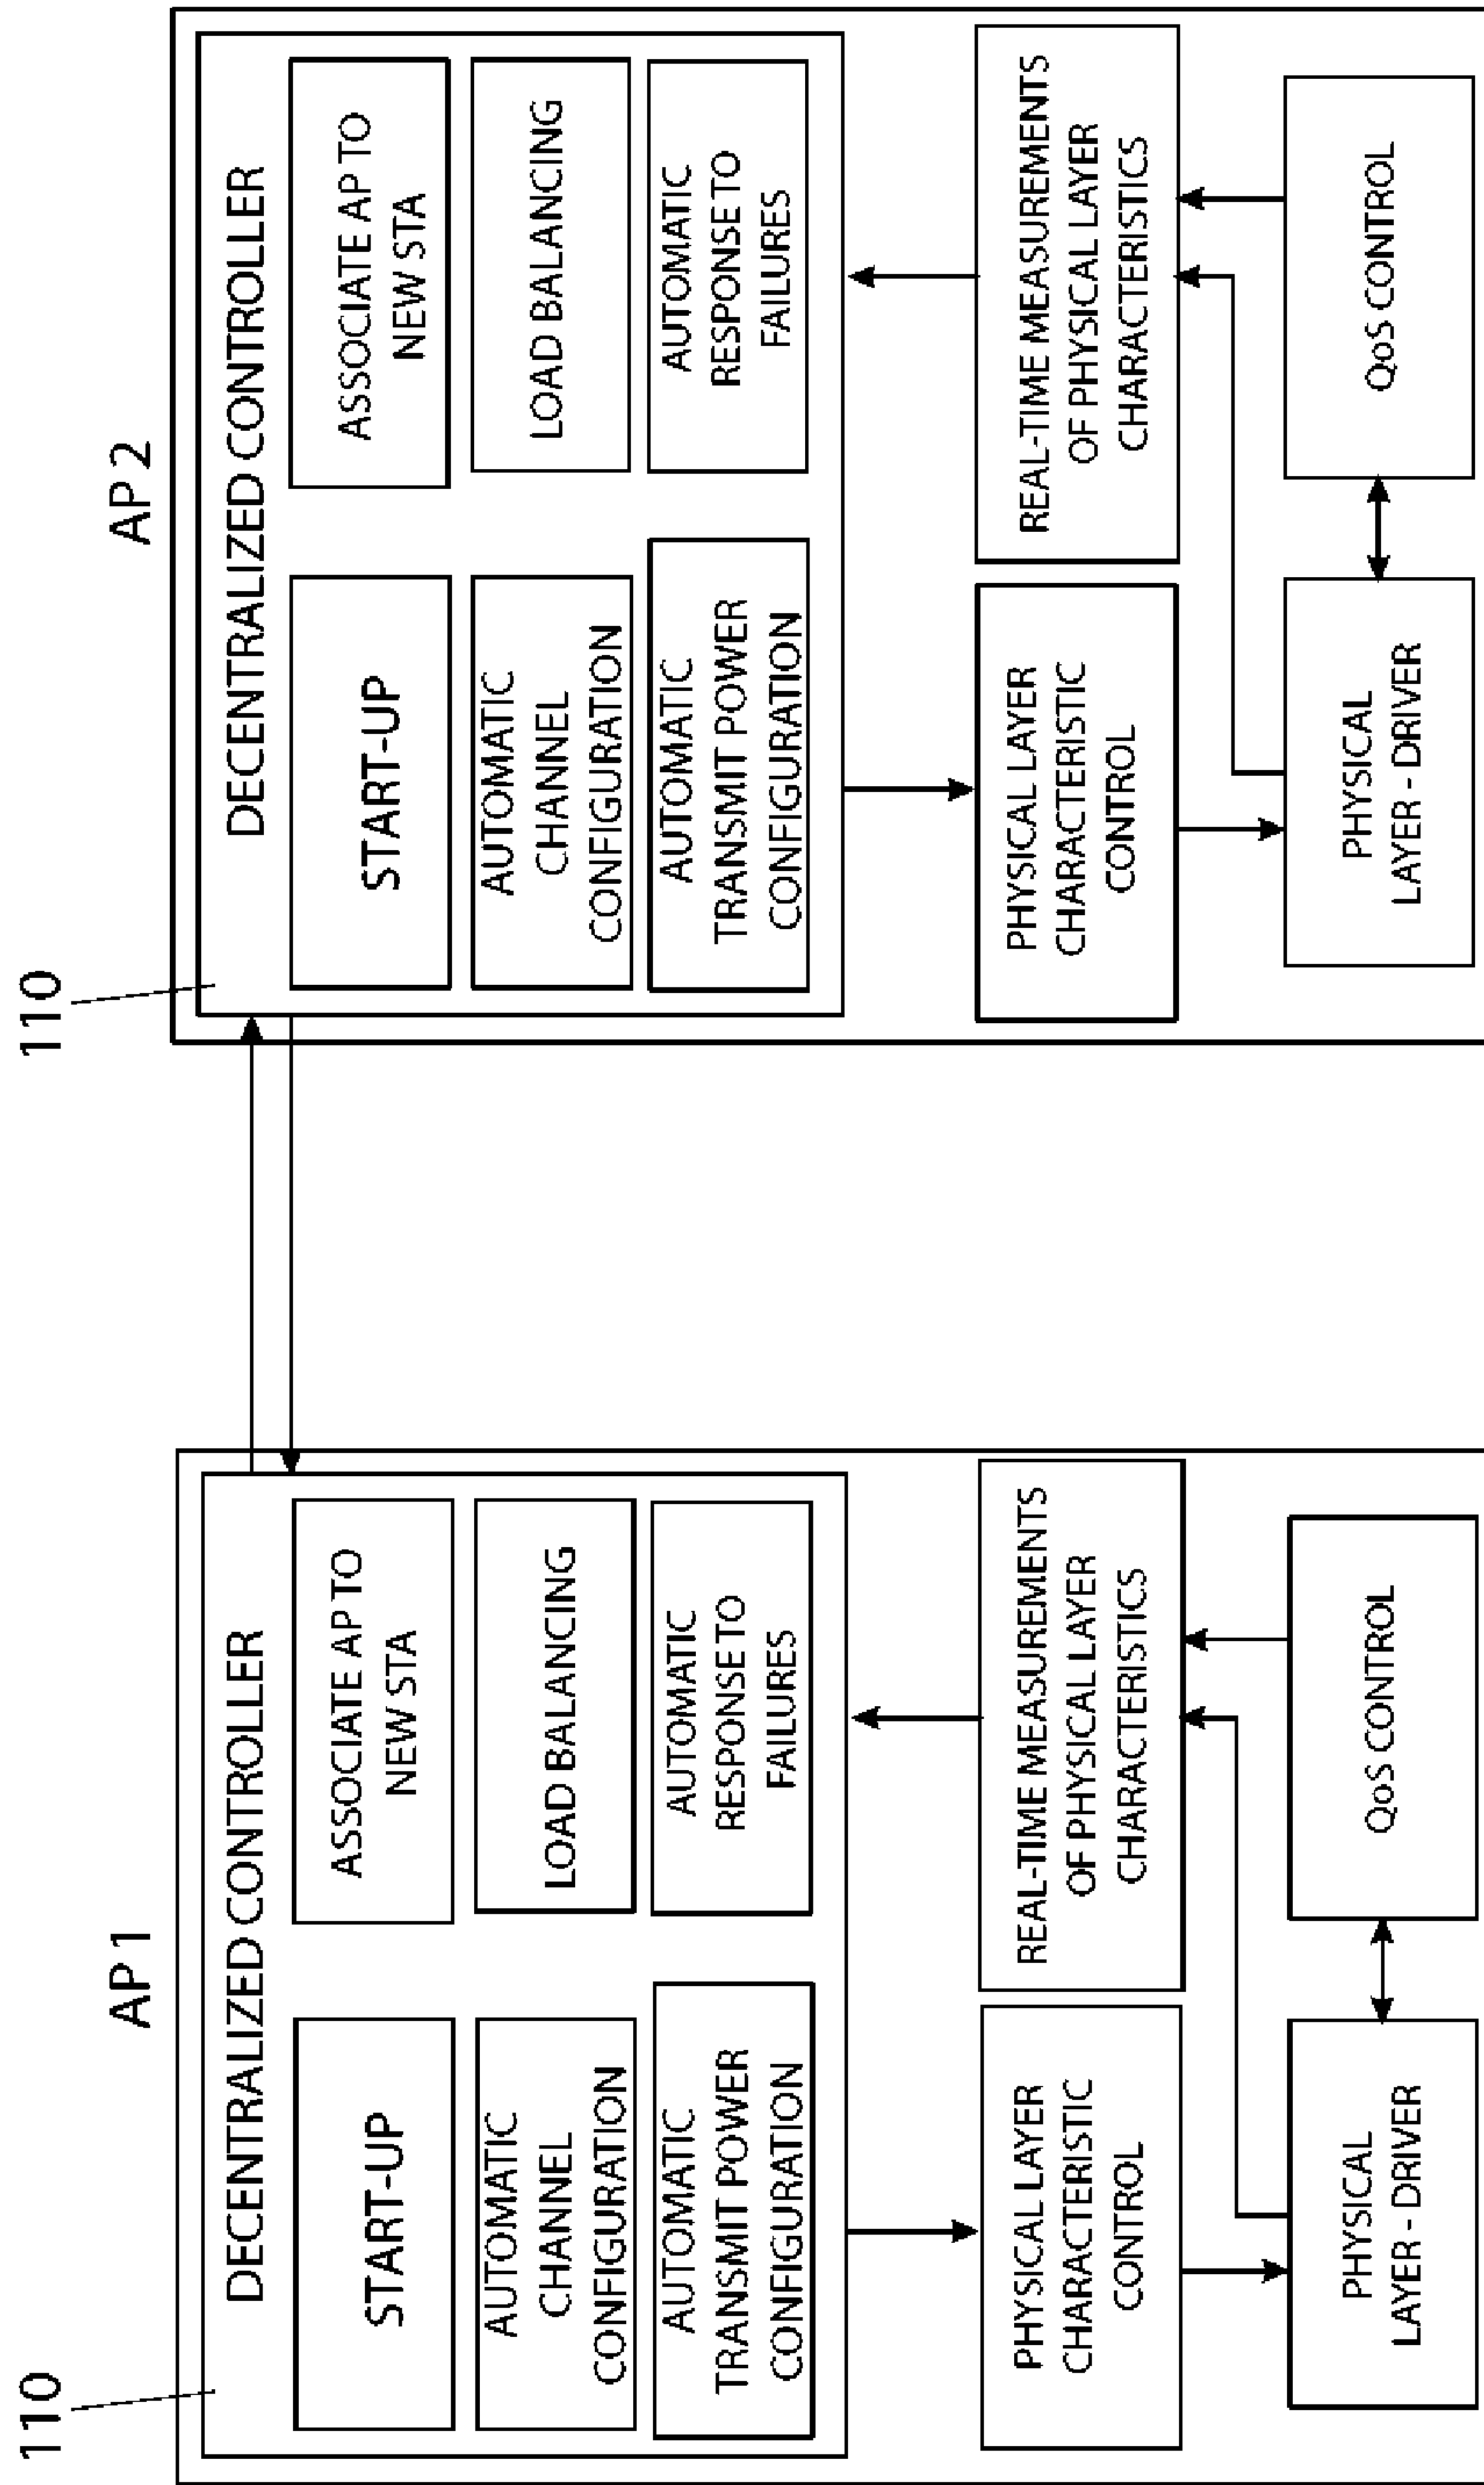 110
AP 1
DECENTRALIZED CONTROLLER
START-UP
ASSOCIATE AP TO
NEW STA
AUTOMATIC
CHANNEL
CONFIGURATION
LOAD BALANCING
AUTOMATIC
TRANSMIT POWER
CONFIGURATION
AUTOMATIC
RESPONSE TO
FAILURES
PHYSICAL LAYER
CHARACTERISTIC
CONTROL
REAL-TIME MEASUREMENTS
OF PHYSICAL LAYER
CHARACTERISTICS
PHYSICAL
LAYER - DRIVER
QoS CONTROL
110
AP 2
DECENTRALIZED CONTROLLER
START-UP
ASSOCIATE AP TO
NEW STA
AUTOMATIC
CHANNEL
CONFIGURATION
LOAD BALANCING
AUTOMATIC
TRANSMIT POWER
CONFIGURATION
AUTOMATIC
RESPONSE TO
FAILURES
PHYSICAL LAYER
CHARACTERISTIC
CONTROL
REAL-TIME MEASUREMENTS
OF PHYSICAL LAYER
CHARACTERISTICS
PHYSICAL
LAYER - DRIVER
QoS CONTROL